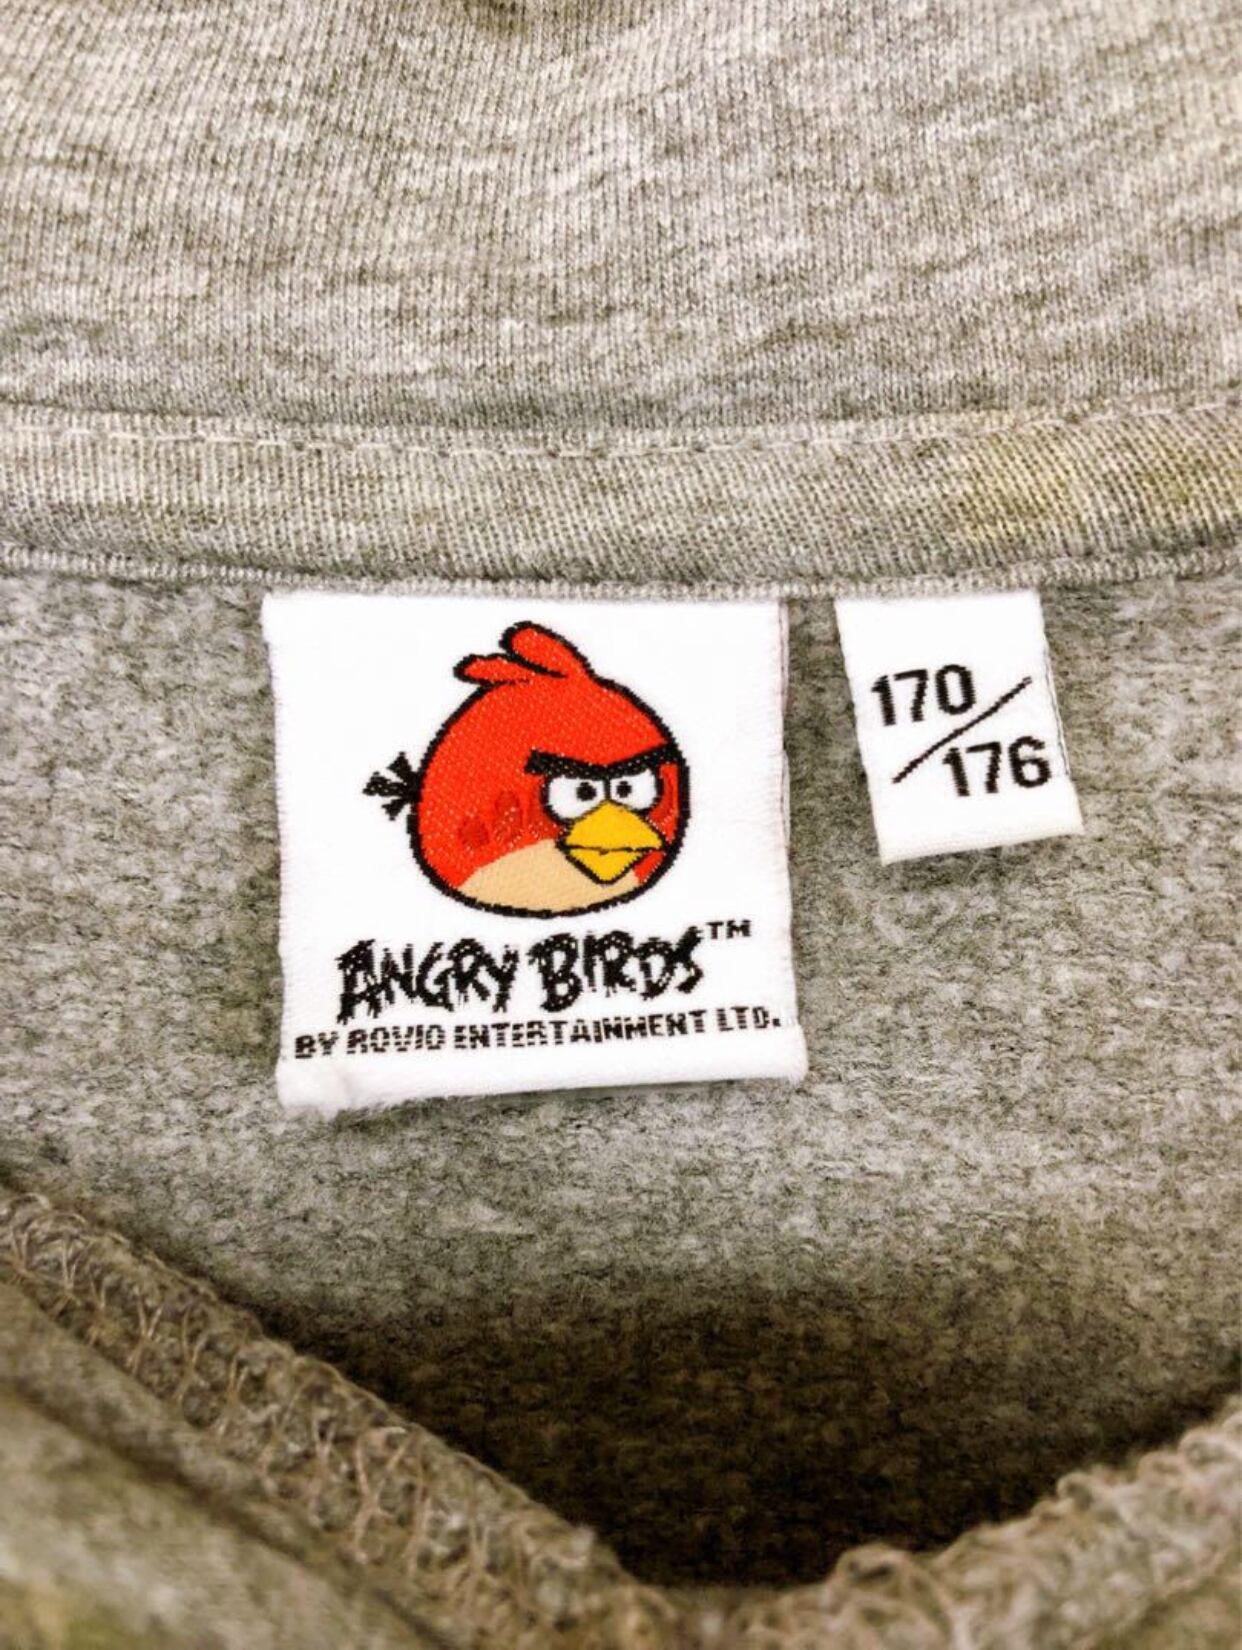 ANGRY BIRDS™
BY ROVIO ENTERTAINMENT LTD.
170/176